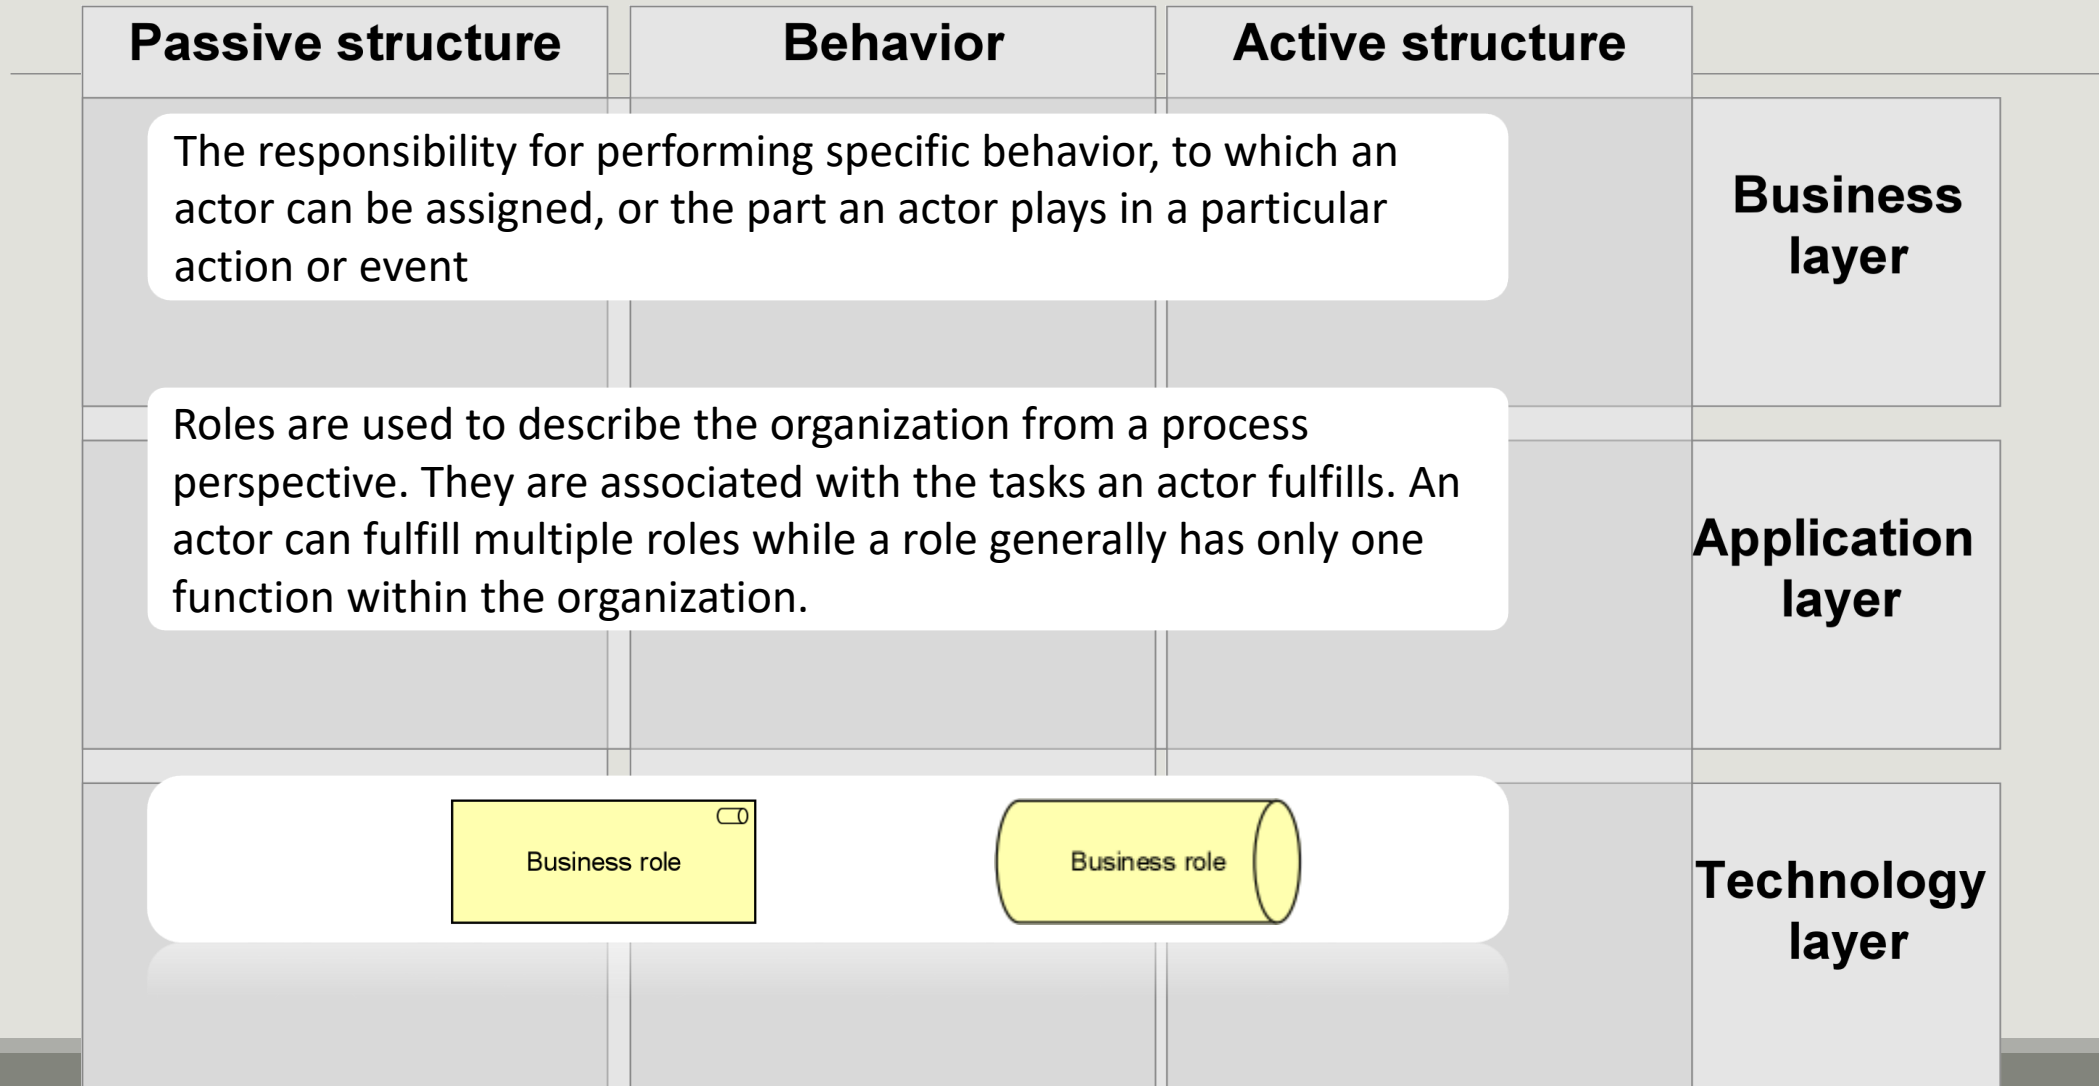 Passive structure
Behavior
Active structure
The responsibility for performing specific behavior, to which an
actor can be assigned, or the part an actor plays in a particular
action or event
Business
layer
Roles are used to describe the organization from a process
perspective. They are associated with the tasks an actor fulfills. An
actor can fulfill multiple roles while a role generally has only one
function within the organization.
Application
layer
Business role
Business role
Technology
layer